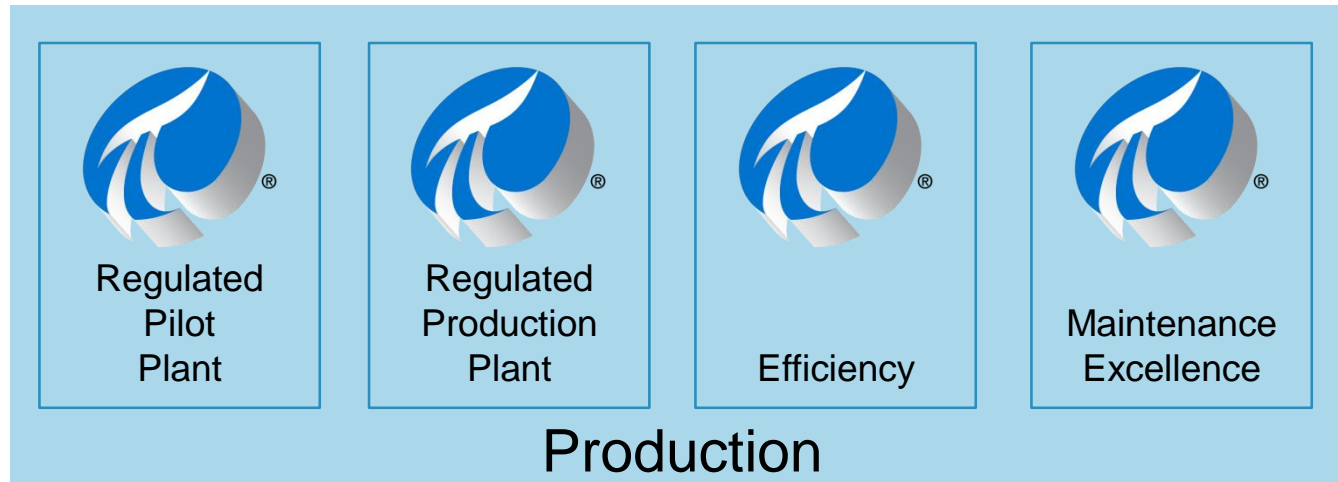 ®
Regulated
Pilot
Plant
®
Regulated
Production
Plant
®
Efficiency
®
Maintenance
Excellence
Production